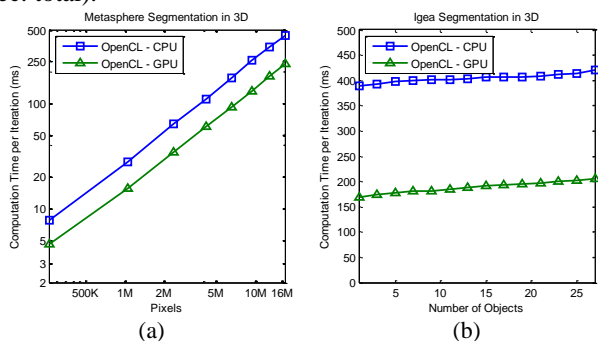 total).
Metasphere Segmentation in 3D
OpenCL - CPU
OpenCL - GPU
Computation Time per Iteration (ms)
500
250
100
50
20
10
5
3
2
500K
1M
2M
5M
10M
16M
Pixels
(a)
Igea Segmentation in 3D
OpenCL - CPU
OpenCL - GPU
Computation Time per Iteration (ms)
500
450
400
350
300
250
200
150
100
50
0
5
10
15
20
25
Number of Objects
(b)